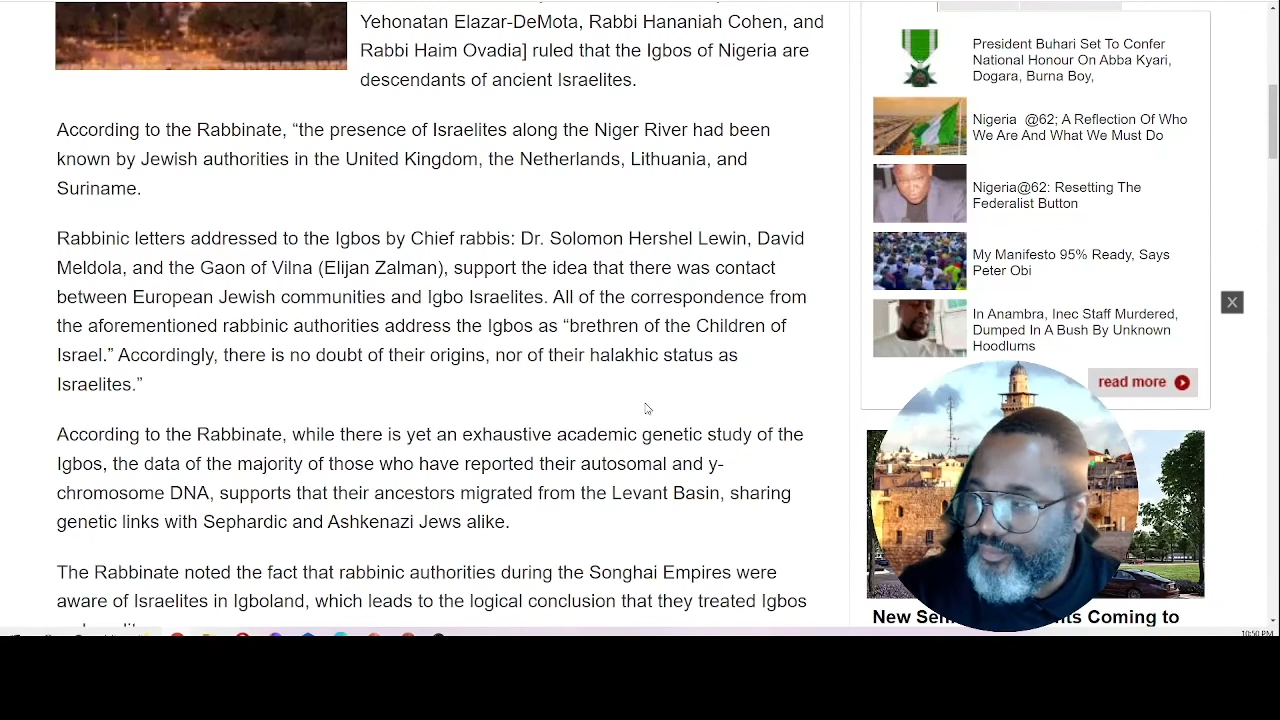 Yehonatan Elazar-DeMota, Rabbi Hananiah Cohen, and
Rabbi Haim Ovadia] ruled that the Igbos of Nigeria are
descendants of ancient Israelites.
According to the Rabbinate, “the presence of Israelites along the Niger River had been
known by Jewish authorities in the United Kingdom, the Netherlands, Lithuania, and
Suriname.
Rabbinic letters addressed to the Igbos by Chief rabbis: Dr. Solomon Hershel Lewin, David
Meldola, and the Gaon of Vilna (Elijan Zalman), support the idea that there was contact
between European Jewish communities and Igbo Israelites. All of the correspondence from
the aforementioned rabbinic authorities address the Igbos as “brethren of the Children of
Israel.” Accordingly, there is no doubt of their origins, nor of their halakhic status as
Israelites.”
According to the Rabbinate, while there is yet an exhaustive academic genetic study of the
Igbos, the data of the majority of those who have reported their autosomal and y-
chromosome DNA, supports that their ancestors migrated from the Levant Basin, sharing
genetic links with Sephardic and Ashkenazi Jews alike.
The Rabbinate noted the fact that rabbinic authorities during the Songhai Empires were
aware of Israelites in Igboland, which leads to the logical conclusion that they treated Igbos
President Buhari Set To Confer
National Honour On Abba Kyari,
Dogara, Burna Boy,
Nigeria @62; A Reflection Of Who
We Are And What We Must Do
Nigeria@62: Resetting The
Federalist Button
My Manifesto 95% Ready, Says
Peter Obi
In Anambra, Inec Staff Murdered,
Dumped In A Bush By Unknown
Hoodlums
read more
X
New Coming to
10:50 PM